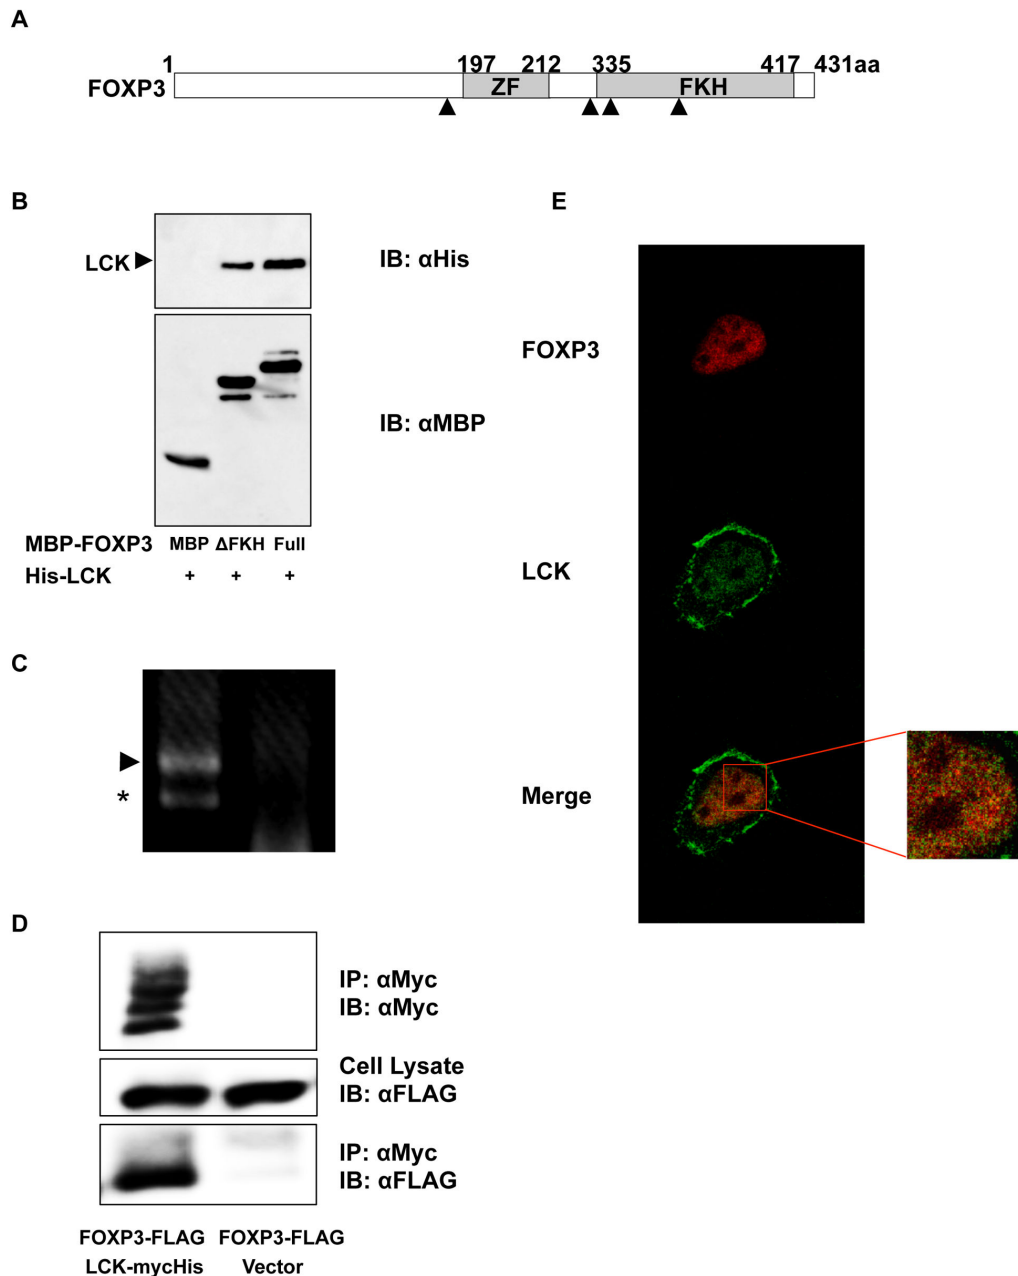 A
1 197 212 335 417 431aa
FOXP3 ZF FKH
B
LCK
IB: αHis
IB: αMBP
MBP-FOXP3 MBP ΔFKH Full
His-LCK + + +
C
*
D
IP: αMyc
IB: αMyc
Cell Lysate
IB: αFLAG
IP: αMyc
IB: αFLAG
FOXP3-FLAG FOXP3-FLAG
LCK-mycHis Vector
E
FOXP3
LCK
Merge